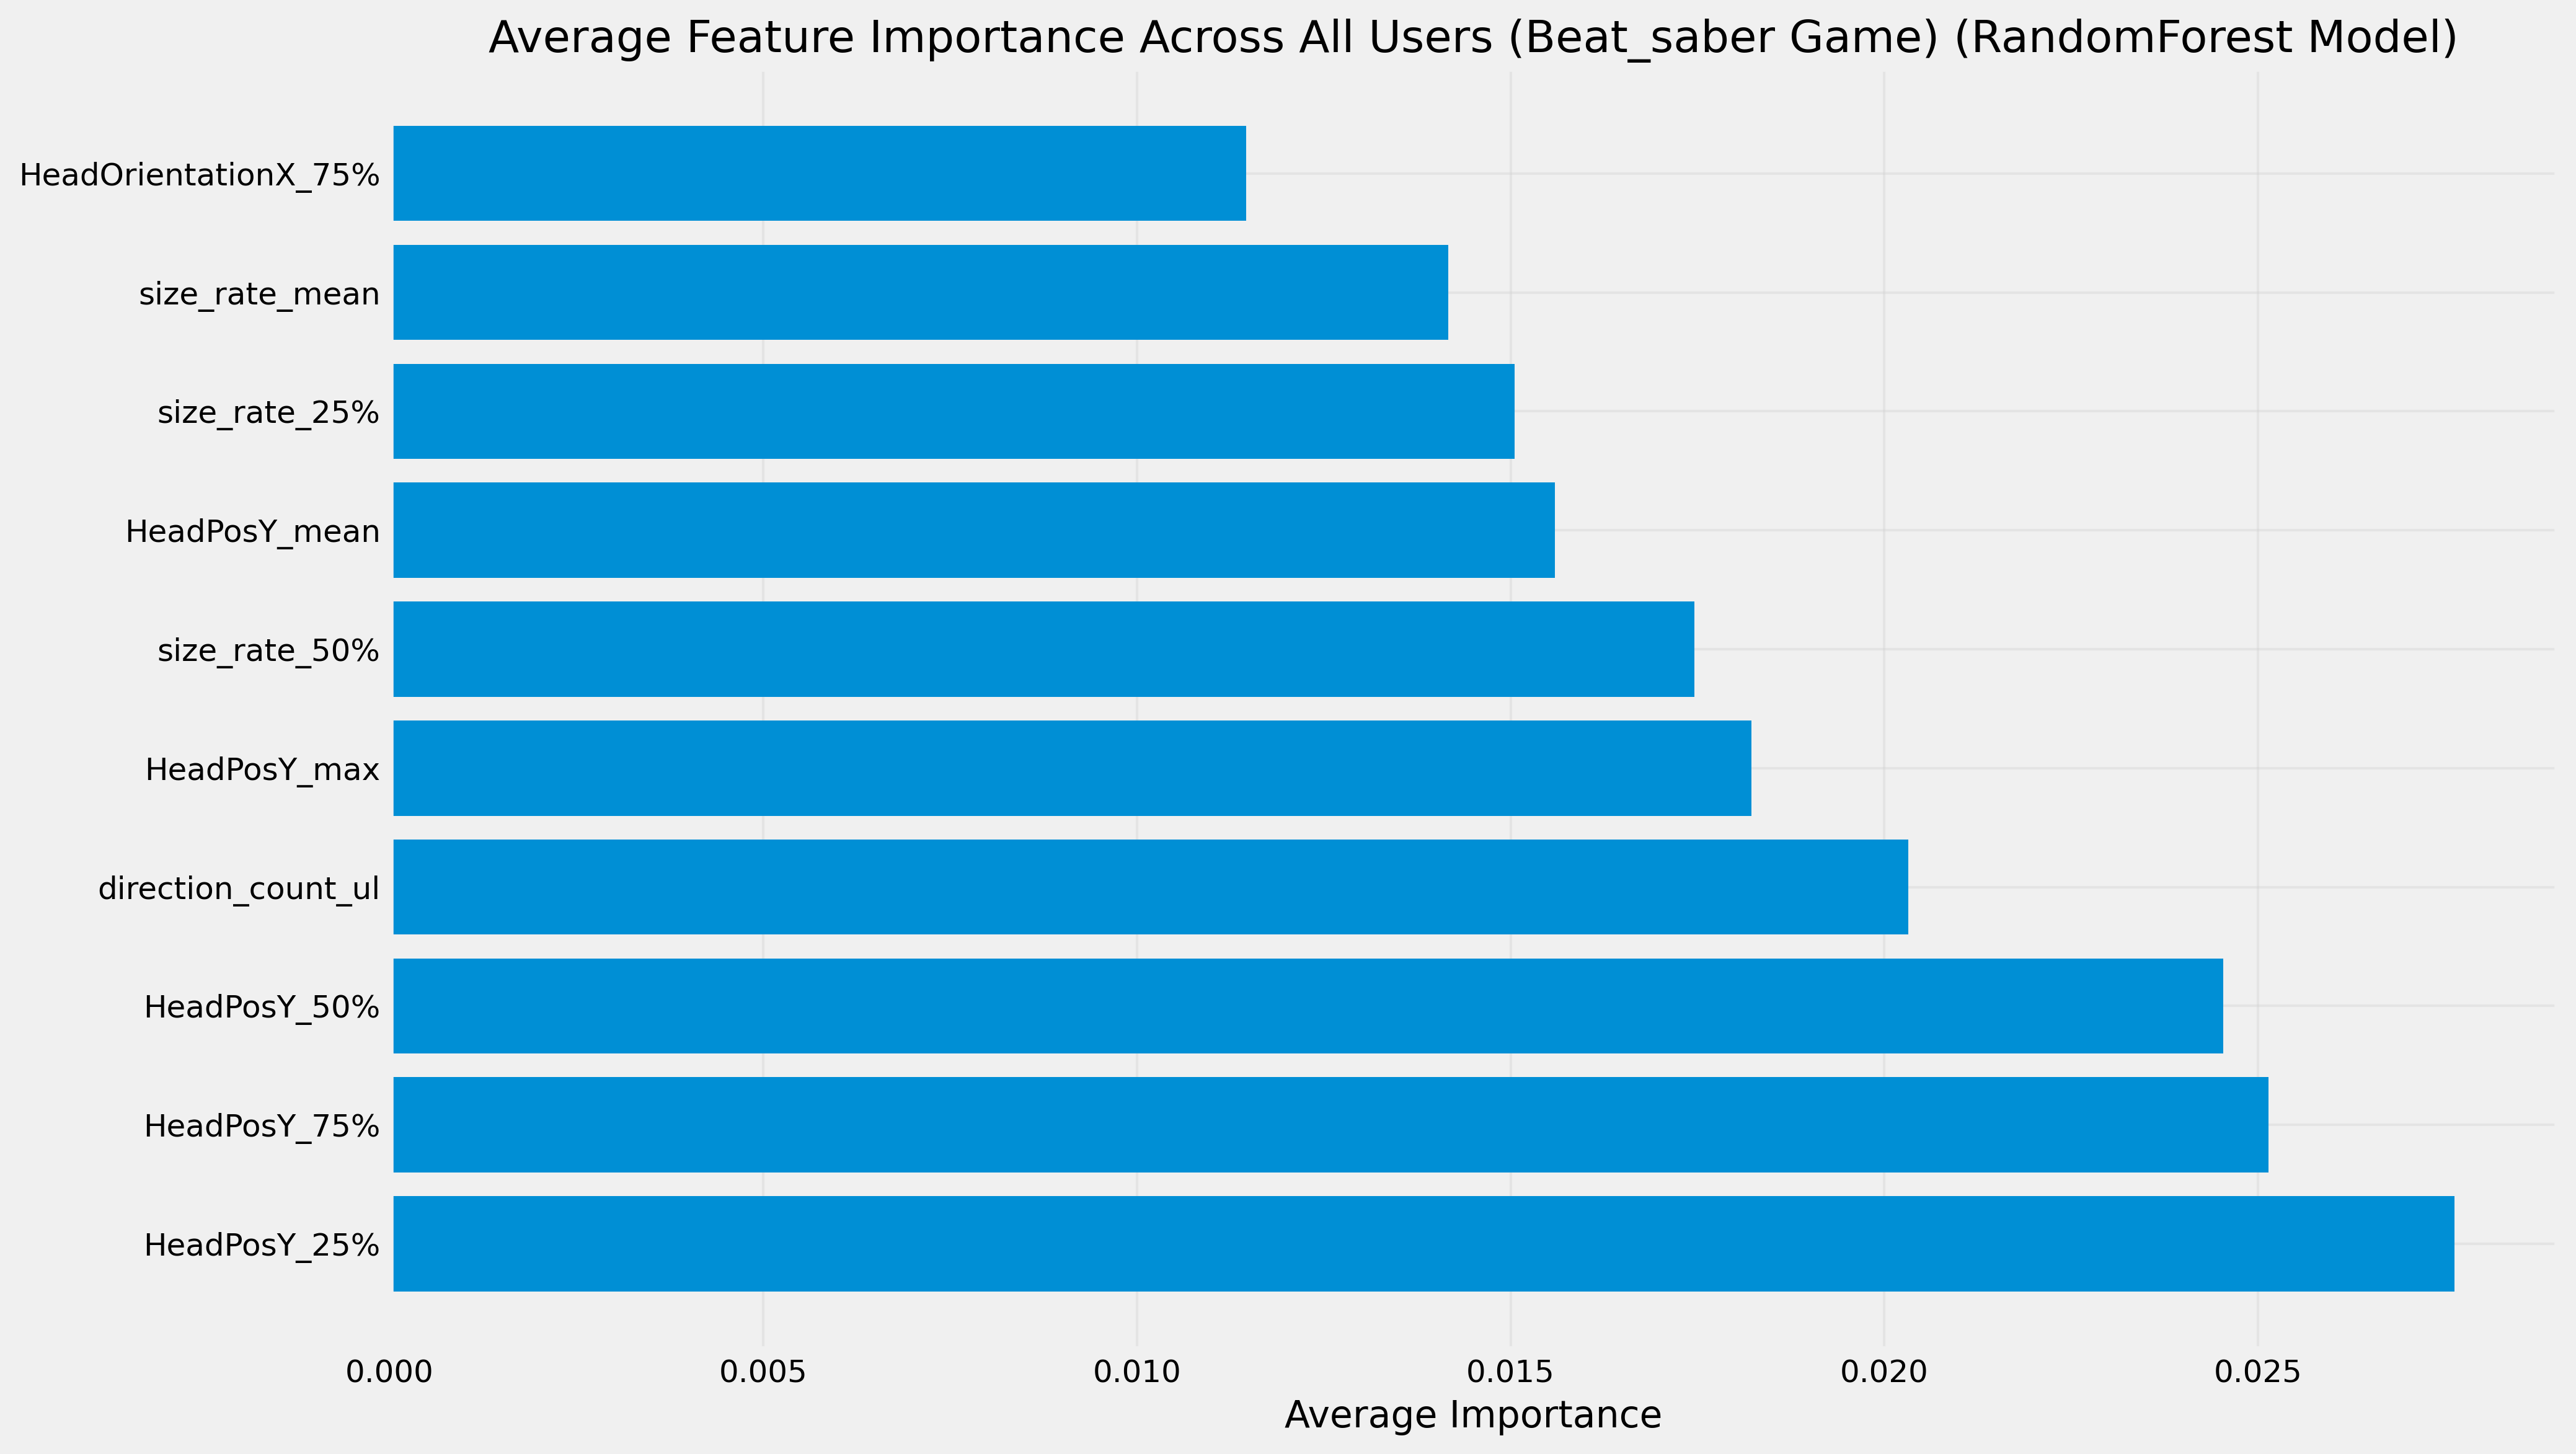 Average Feature Importance Across All Users (Beat_saber Game) (RandomForest Model)
HeadOrientationX_75%
size_rate_mean
size_rate_25%
HeadPosY_mean
size_rate_50%
HeadPosY_max
direction_count_ul
HeadPosY_50%
HeadPosY_75%
HeadPosY_25%
0.000 0.005 0.010 0.015 0.020 0.025
Average Importance